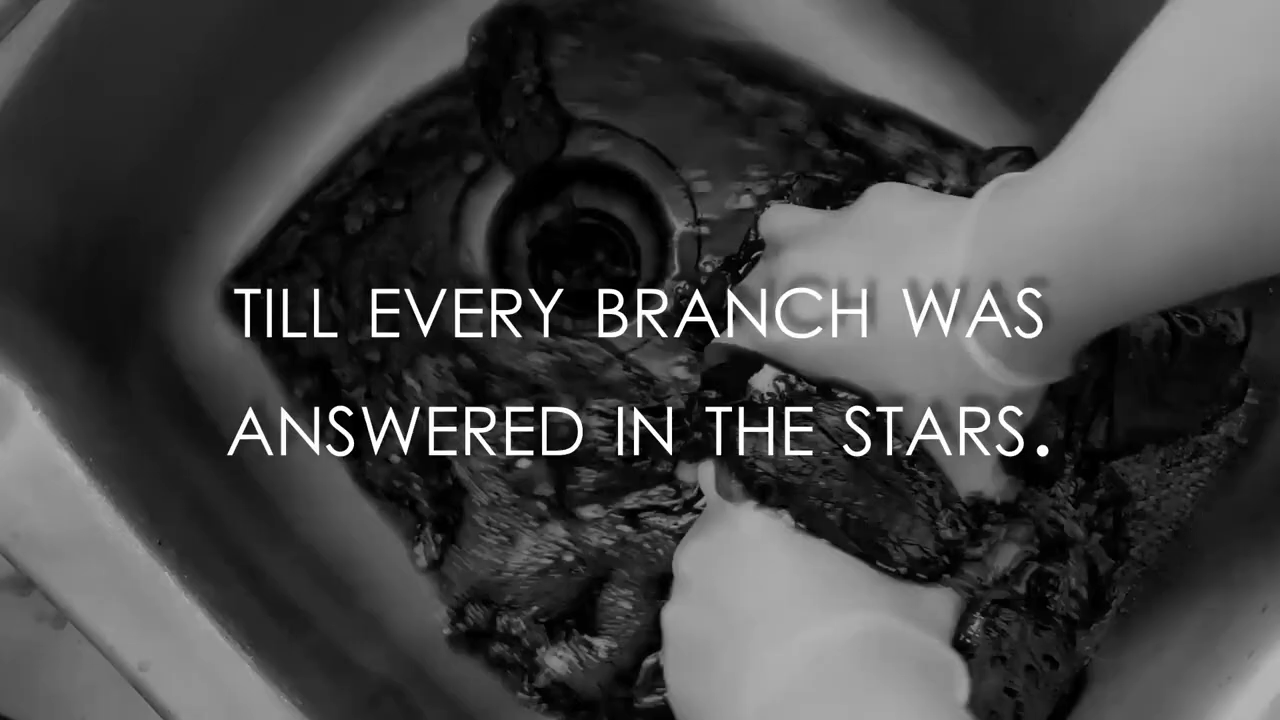 TILL EVERY BRANCH WAS
ANSWERED IN THE STARS.